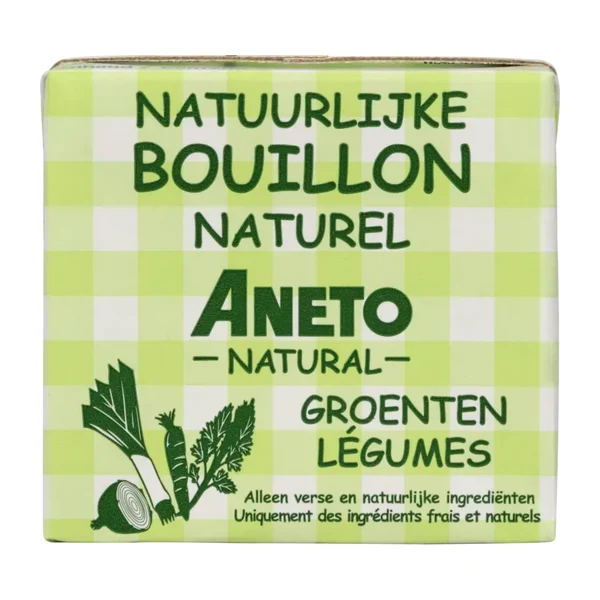 NATUURLIJKE
BOUILLON
NATUREL
ANETO
– NATURAL –
GROENTEN
LÉGUMES
Alleen verse en natuurlijke ingrediënten
Uniquement des ingrédients frais et naturels